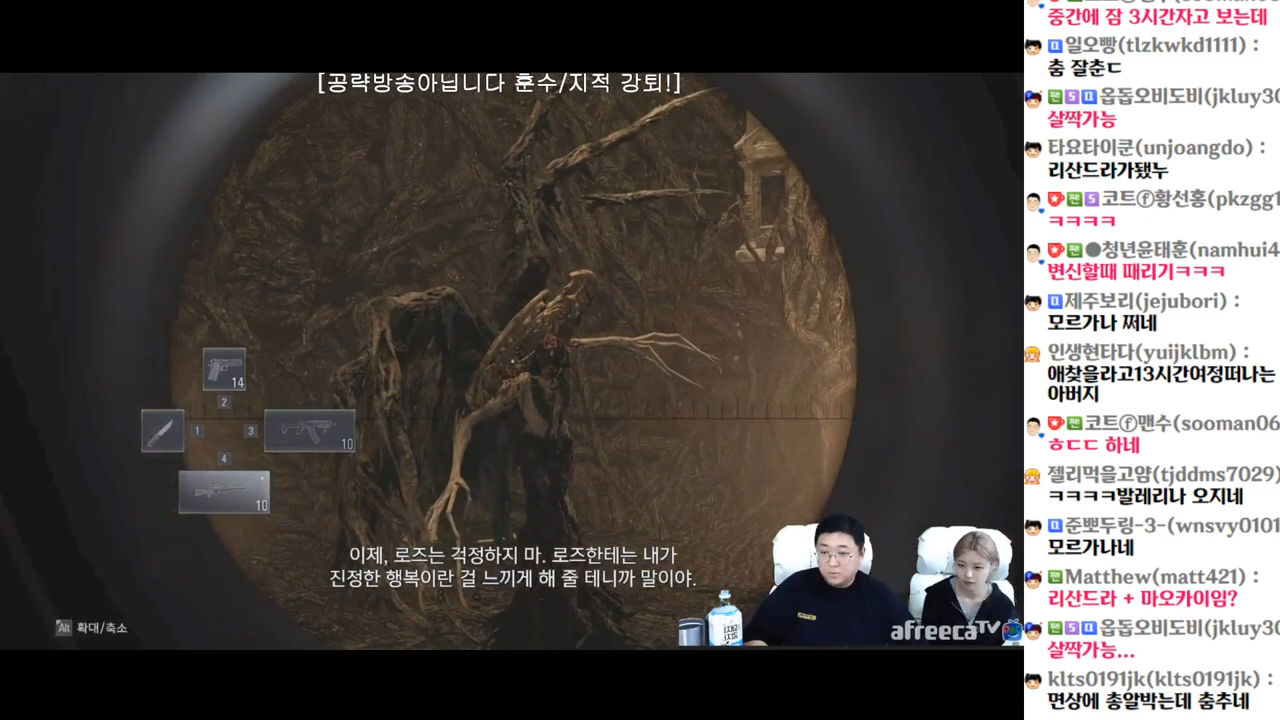 [공략방송아닙니다 훈수/지적 강퇴!]
14
2
1
3
10
4
10
이제, 로즈는 걱정하지 마. 로즈한테는 내가
진정한 행복이란 걸 느끼게 해 줄 테니까 말이야.
Alt 확대/축소
afreecaTV
중간에 잠 3시간자고 보는데
일오빵(tlzkwkd1111) :
춤 잘춘ㄷ
팬 S 옵돕오비도비(jkluy30
살짝가능
타요타이쿤(unjoangdo) :
리산드라가됐누
팬 S 코트ⓕ황선홍(pkzgg1
ㅋㅋㅋㅋ
팬 ●청년윤태훈(namhui4
변신할때 때리기ㅋㅋㅋ
제주보리(jejubori) :
모르가나 쩌네
인생현타다(yuijklbm) :
애찾을라고13시간여정떠나는
아버지
팬 코트ⓕ맨수(sooman06
ㅎㄷㄷ 하네
젤리먹을고얌(tjddms7029)
ㅋㅋㅋㅋ발레리나 오지네
준뽀두링-3-(wnsvy0101
모르가나네
팬 Matthew(matt421) :
리산드라 + 마오카이임?
팬 S 옵돕오비도비(jkluy30
살짝가능...
klts0191jk(klts0191jk) :
면상에 총알박는데 춤추네